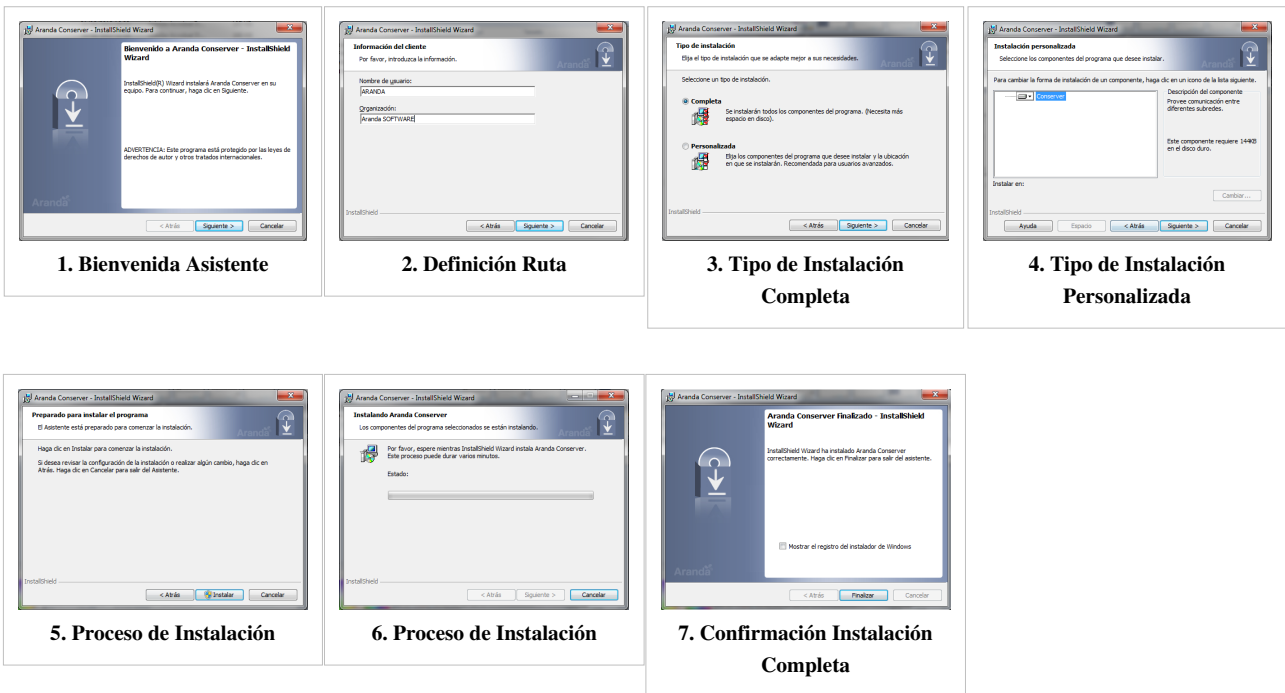 Aranda Conserver - InstallShield Wizard
Bienvenido a Aranda Conserver - InstallShield
Wizard
InstallShield(R) Wizard instalará Aranda Conserver en su
equipo. Para continuar, haga clic en Siguiente.
ADVERTENCIA: Este programa está protegido por las leyes de
derechos de autor y otros tratados internacionales.
Aranda
< Atrás
Siguiente >
Cancelar
1. Bienvenida Asistente
Aranda Conserver - InstallShield Wizard
Información del cliente
Por favor, introduzca la información.
Aranda
Nombre de usuario:
ARANDA
Organización:
Aranda SOFTWARE
InstallShield
< Atrás
Siguiente >
Cancelar
2. Definición Ruta
Aranda Conserver - InstallShield Wizard
Tipo de instalación
Elija el tipo de instalación que se adapte mejor a sus necesidades.
Aranda
Seleccione un tipo de instalación.
Completa
Se instalarán todos los componentes del programa. (Necesita más
espacio en disco).
Personalizada
Elija los componentes del programa que desee instalar y la ubicación
en que se instalarán. Recomendada para usuarios avanzados.
InstallShield
< Atrás
Siguiente >
Cancelar
3. Tipo de Instalación
Completa
Aranda Conserver - InstallShield Wizard
Instalación personalizada
Seleccione los componentes del programa que desee instalar.
Aranda
Para cambiar la forma de instalación de un componente, haga clic en un icono de la lista siguiente.
Conserver
Descripción del componente
Provee comunicación entre
diferentes subredes.
Este componente requiere 144KB
en el disco duro.
Instalar en:
Cambiar...
InstallShield
Ayuda
Espacio
< Atrás
Siguiente >
Cancelar
4. Tipo de Instalación
Personalizada
Aranda Conserver - InstallShield Wizard
Preparado para instalar el programa
El Asistente está preparado para comenzar la instalación.
Aranda
Haga clic en Instalar para comenzar la instalación.
Si desea revisar la configuración de la instalación o realizar algún cambio, haga clic en
Atrás. Haga clic en Cancelar para salir del Asistente.
InstallShield
< Atrás
Instalar
Cancelar
5. Proceso de Instalación
Aranda Conserver - InstallShield Wizard
Instalando Aranda Conserver
Los componentes del programa seleccionados se están instalando.
Aranda
Por favor, espere mientras InstallShield Wizard instala Aranda Conserver.
Este proceso puede durar varios minutos.
Estado:
InstallShield
< Atrás
Siguiente >
Cancelar
6. Proceso de Instalación
Aranda Conserver - InstallShield Wizard
Aranda Conserver Finalizado - InstallShield
Wizard
InstallShield Wizard ha instalado Aranda Conserver
correctamente. Haga clic en Finalizar para salir del asistente.
Mostrar el registro del instalador de Windows
Aranda
< Atrás
Finalizar
Cancelar
7. Confirmación Instalación
Completa